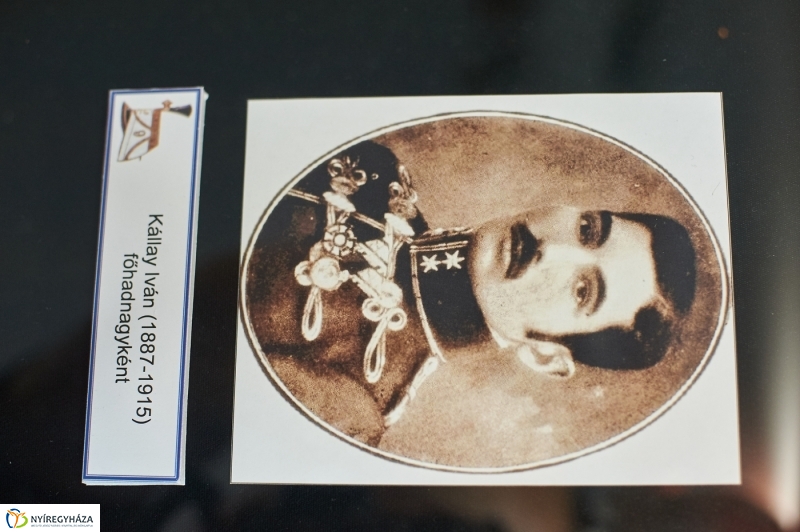 Kállay Iván (1887-1915)
főhadnagyként
NYÍREGYHÁZA